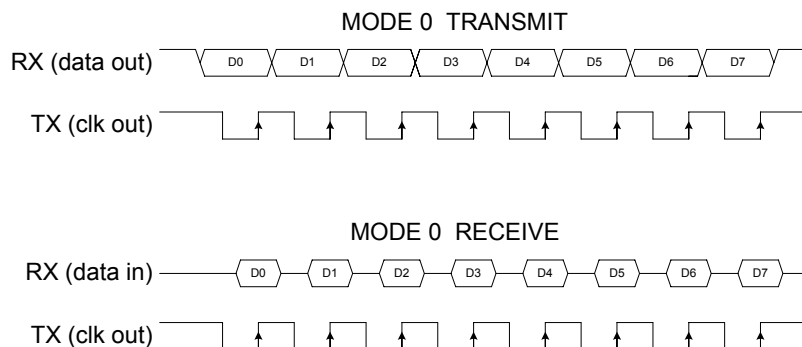 MODE 0 TRANSMIT
RX (data out) D0 D1 D2 D3 D4 D5 D6 D7
TX (clk out)
MODE 0 RECEIVE
RX (data in) D0 D1 D2 D3 D4 D5 D6 D7
TX (clk out)